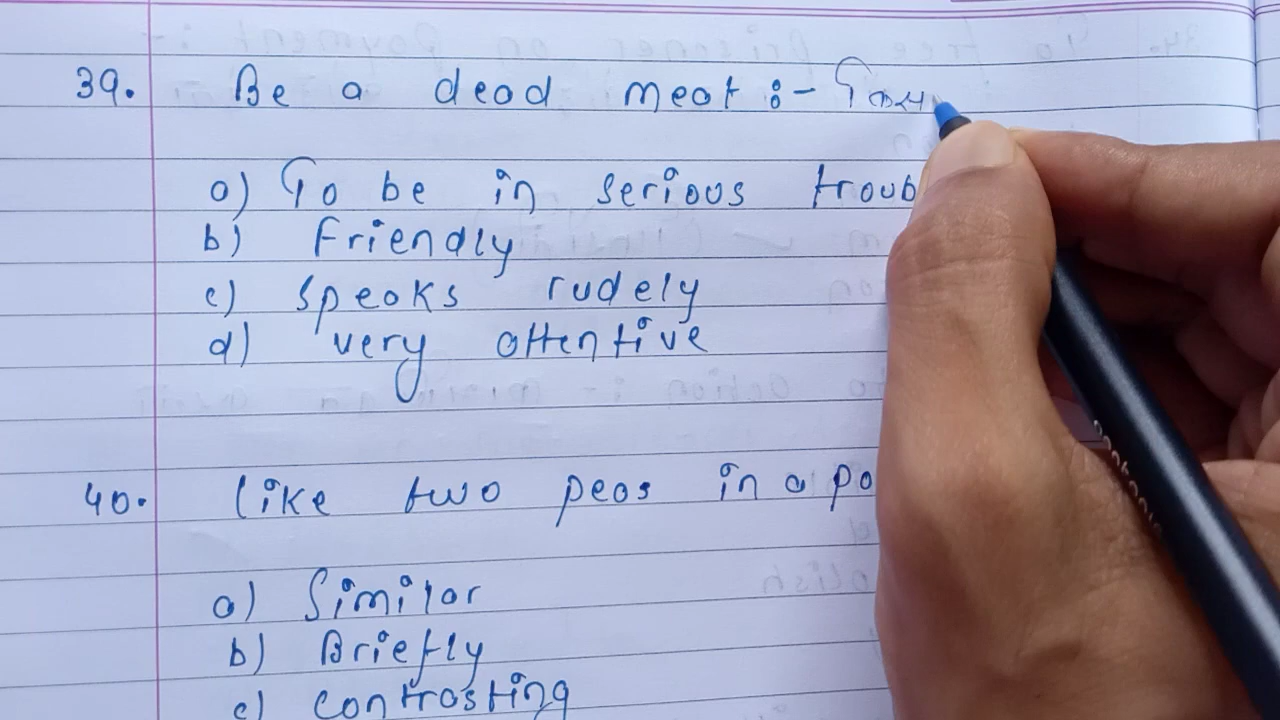 39. Be a dead meat :-
a) To be in serious troub
b) Friendly
c) Speaks rudely
d) very attentive
40. like two peas in a po
a) Similar
b) Briefly
c) contrasting